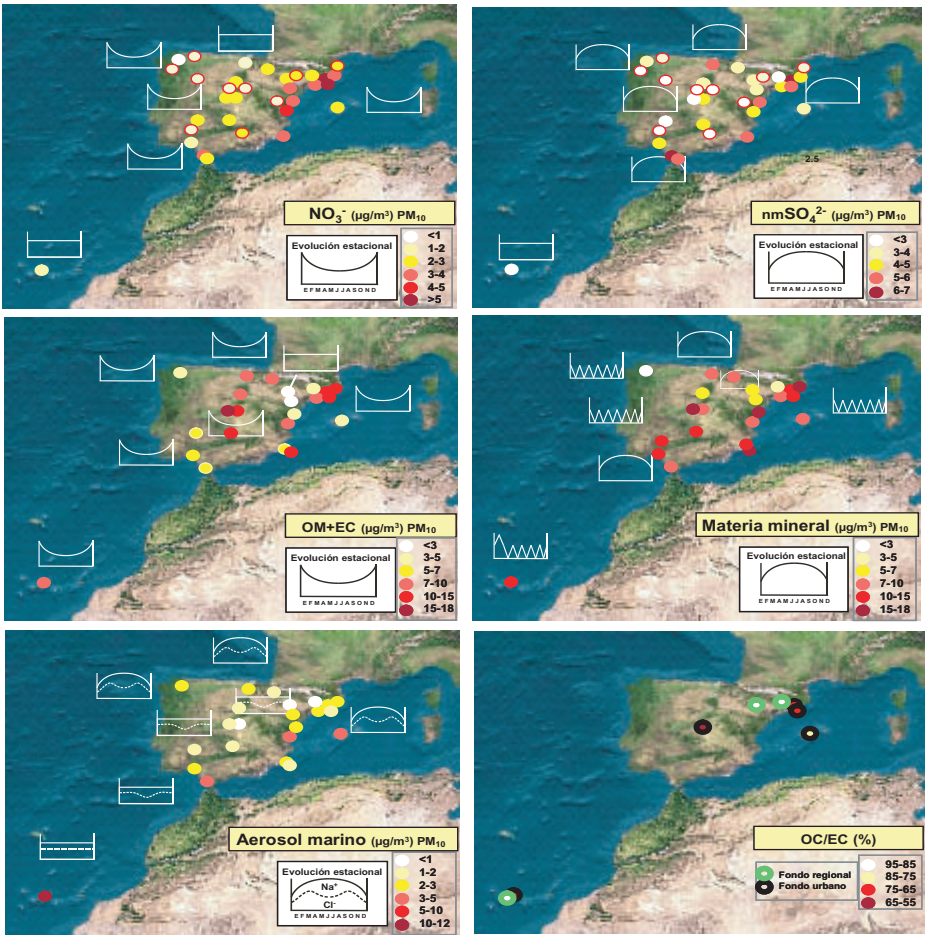 NO₃⁻ (µg/m³) PM₁₀
Evolución estacional
E F M A M J J A S O N D
<1
1-2
2-3
3-4
4-5
>5
2.5
nmSO₄²⁻ (µg/m³) PM₁₀
Evolución estacional
E F M A M J J A S O N D
<3
3-4
4-5
5-6
6-7
OM+EC (µg/m³) PM₁₀
Evolución estacional
E F M A M J J A S O N D
<3
3-5
5-7
7-10
10-15
15-18
Materia mineral (µg/m³) PM₁₀
Evolución estacional
E F M A M J J A S O N D
<3
3-5
5-7
7-10
10-15
15-18
Aerosol marino (µg/m³) PM₁₀
Evolución estacional
Na⁺
Cl⁻
E F M A M J J A S O N D
<1
1-2
2-3
3-5
5-10
10-12
OC/EC (%)
Fondo regional
Fondo urbano
95-85
85-75
75-65
65-55